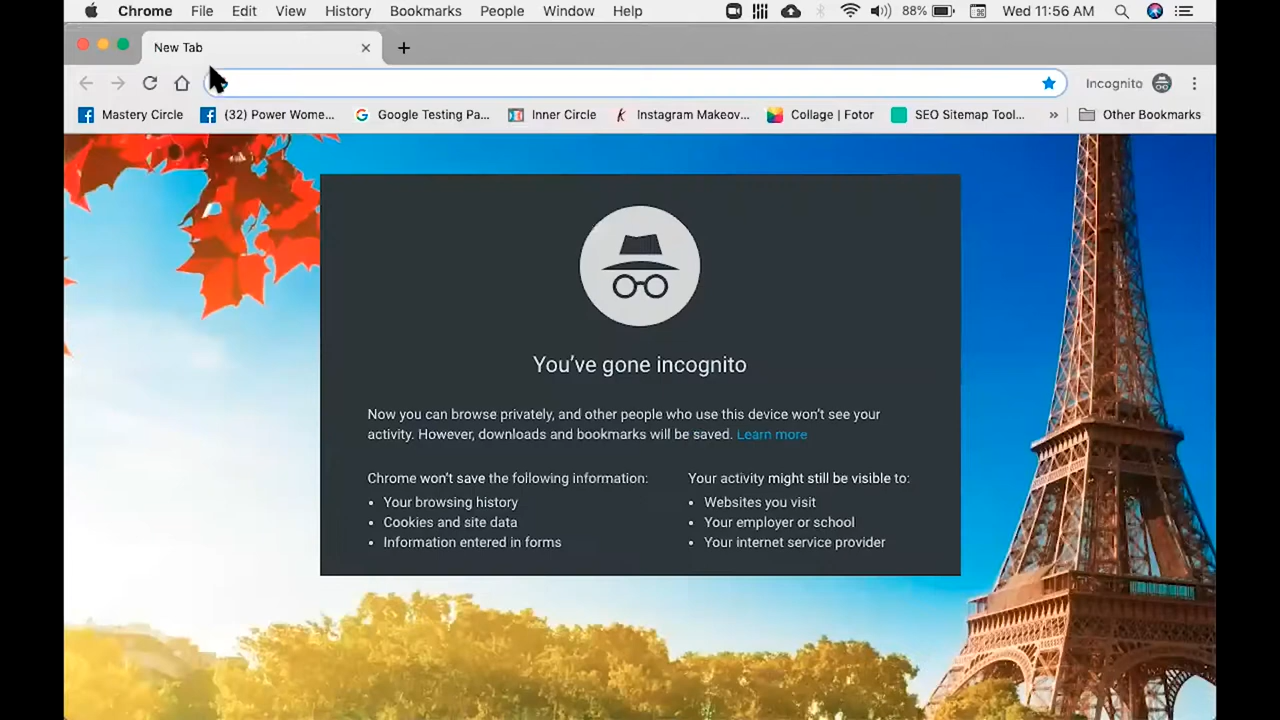 Chrome File Edit View History Bookmarks People Window Help 88% Wed 11:56 AM
New Tab
Incognito
Mastery Circle (32) Power Wome... Google Testing Pa... Inner Circle Instagram Makeov... Collage | Fotor SEO Sitemap Tool... » Other Bookmarks
You've gone incognito
Now you can browse privately, and other people who use this device won't see your
activity. However, downloads and bookmarks will be saved. Learn more
Chrome won't save the following information:
• Your browsing history
• Cookies and site data
• Information entered in forms
Your activity might still be visible to:
• Websites you visit
• Your employer or school
• Your internet service provider